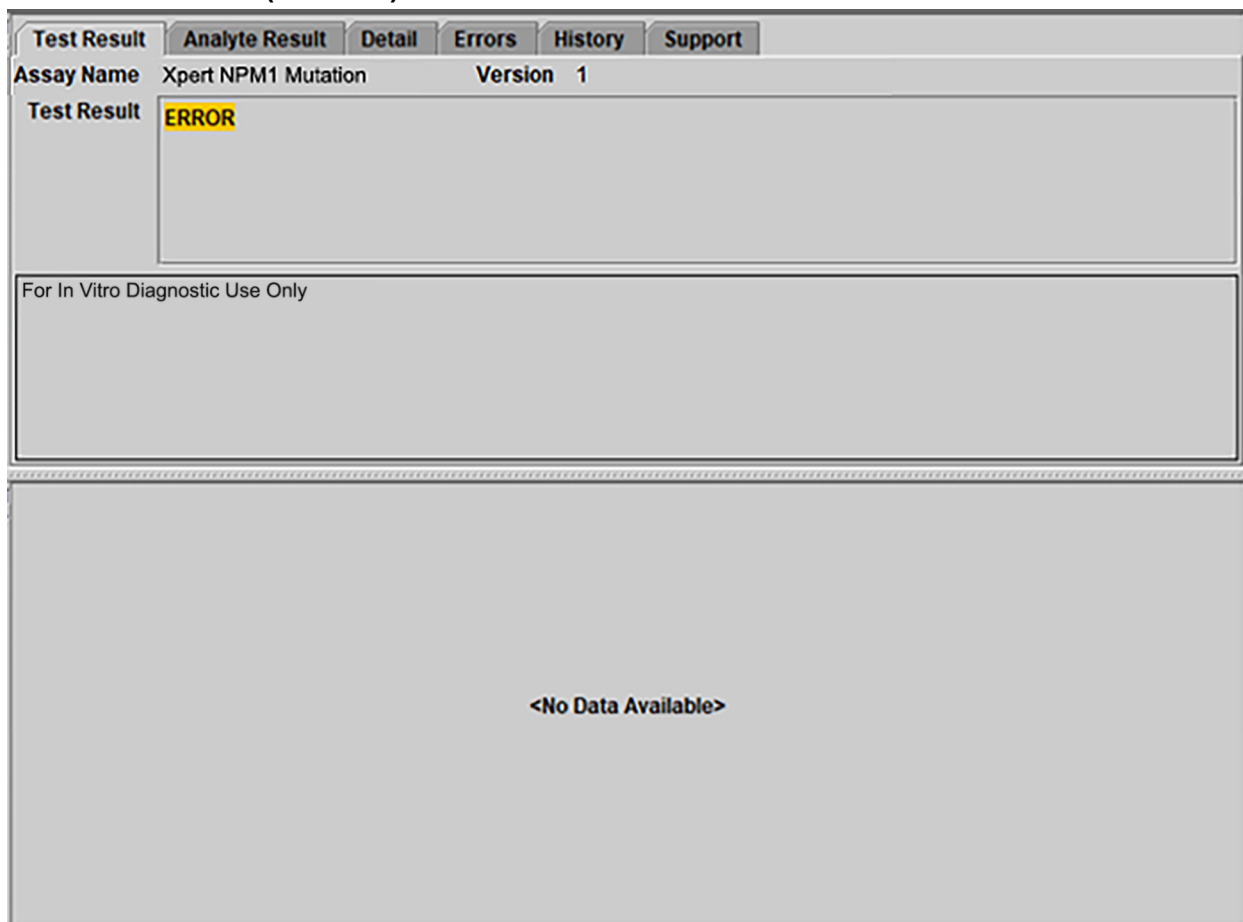 Test Result Analyte Result Detail Errors History Support
Assay Name Xpert NPM1 Mutation Version 1
Test Result ERROR
For In Vitro Diagnostic Use Only
<No Data Available>